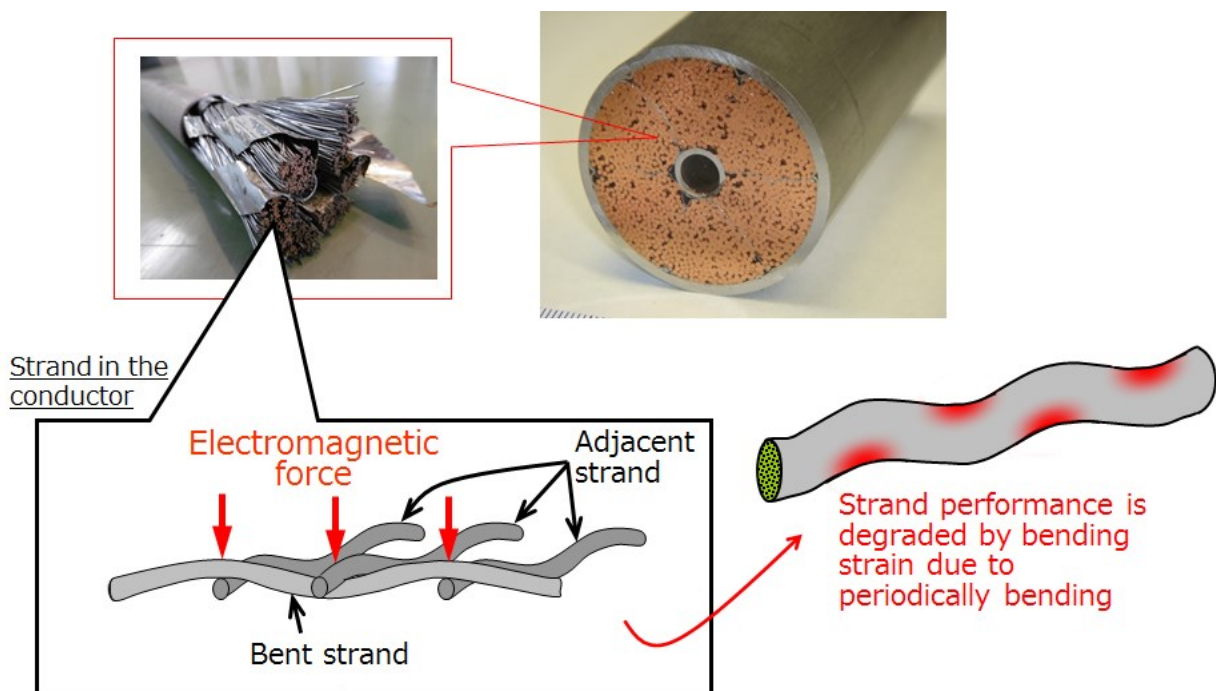 Strand in the
conductor
Electromagnetic
force
Adjacent
strand
Bent strand
Strand performance is
degraded by bending
strain due to
periodically bending